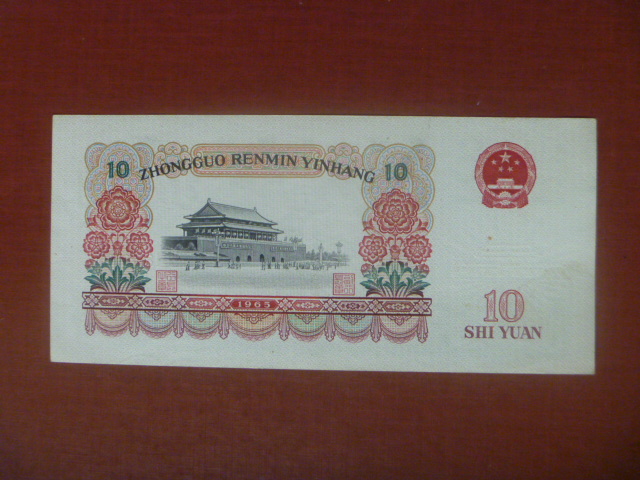 10 ZHONGGUO RENMIN YINHANG 10
1965
10
SHI YUAN